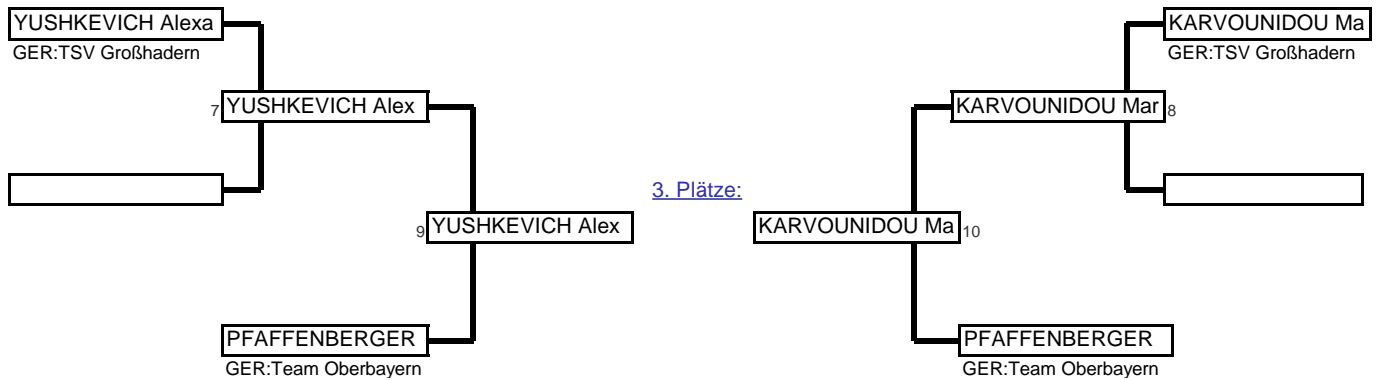 YUSHKEVICH Alexa
GER:TSV Großhadern
7 YUSHKEVICH Alex
9 YUSHKEVICH Alex
PFAFFENBERGER
GER:Team Oberbayern
3. Plätze:
KARVOUNIDOU Ma
GER:TSV Großhadern
KARVOUNIDOU Mar 8
KARVOUNIDOU Ma 10
PFAFFENBERGER
GER:Team Oberbayern